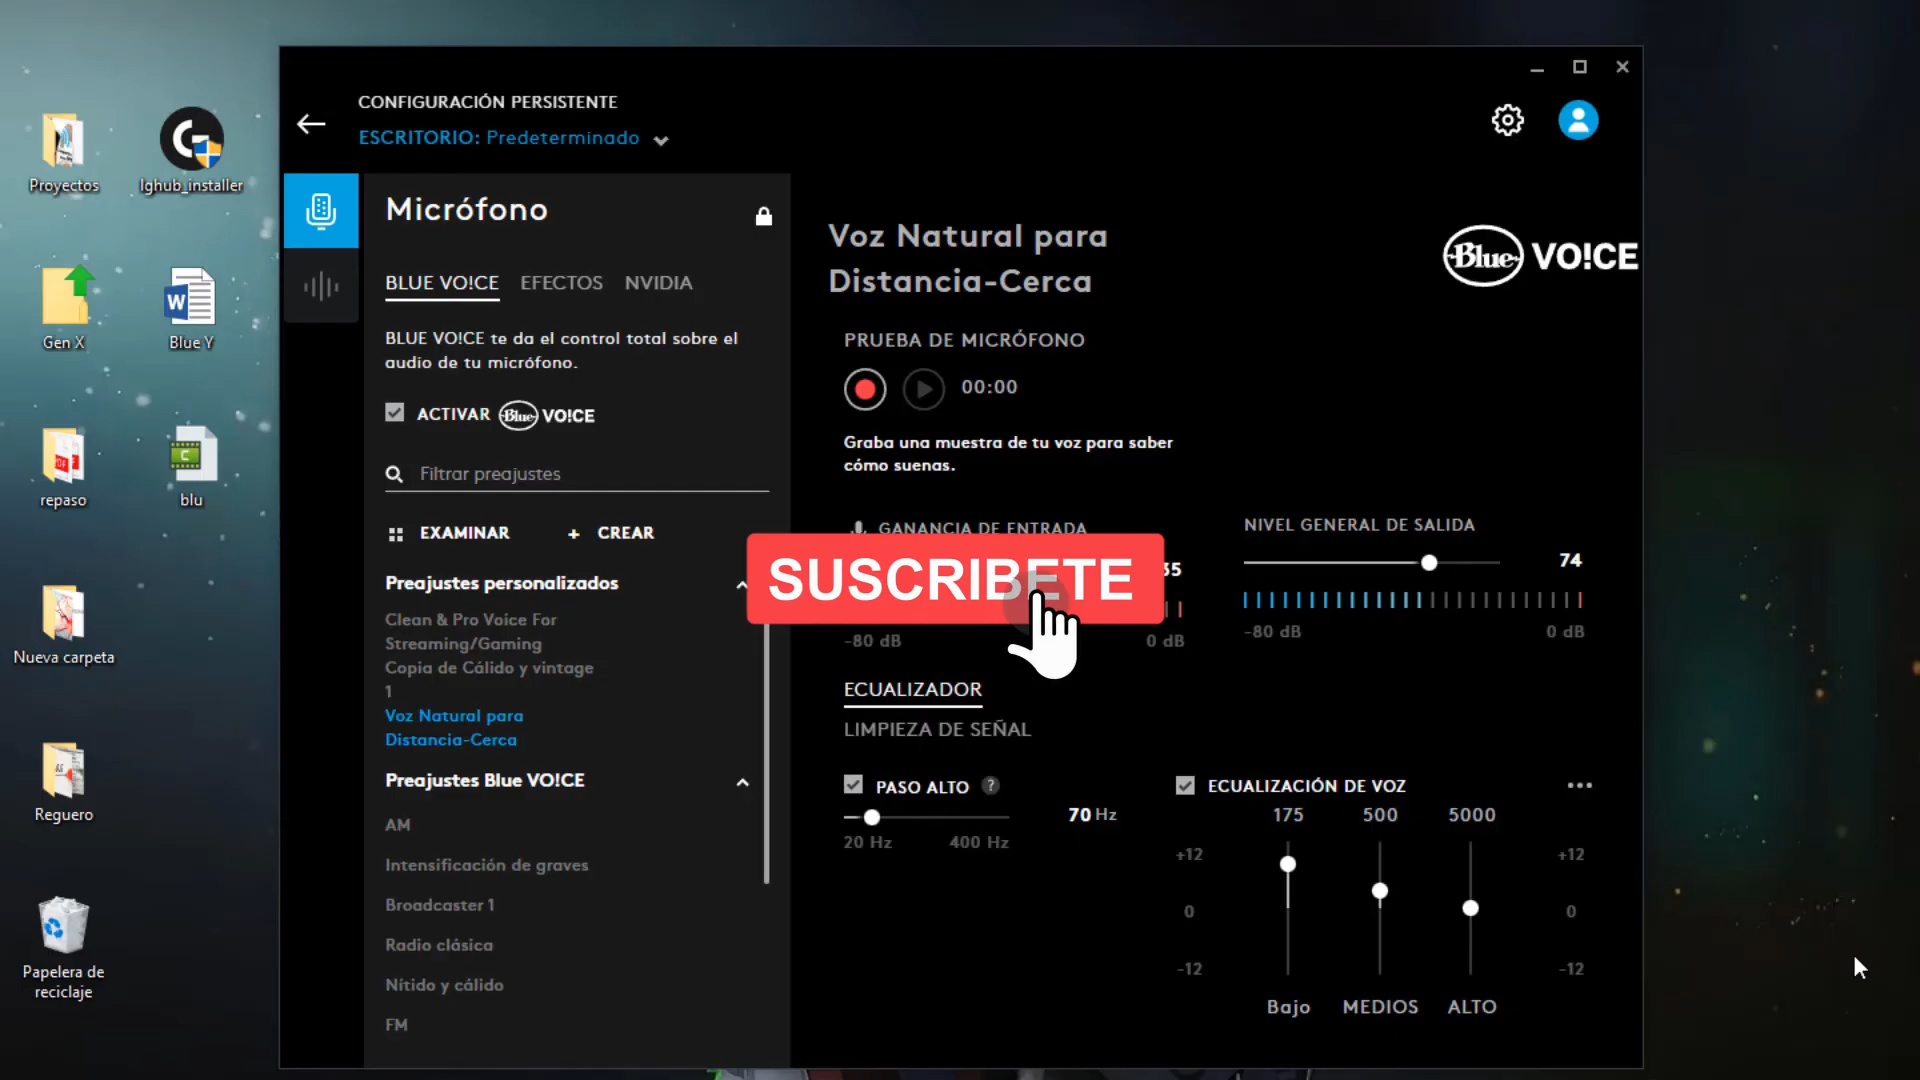 CONFIGURACIÓN PERSISTENTE
ESCRITORIO: Predeterminado
Proyectos
lghub_installer
Gen X
Blue Y
repaso
blu
Nueva carpeta
Reguero
Papelera de
reciclaje
Micrófono
BLUE VO!CE EFECTOS NVIDIA
BLUE VO!CE te da el control total sobre el
audio de tu micrófono.
ACTIVAR Blue VO!CE
Filtrar preajustes
EXAMINAR + CREAR
Preajustes personalizados
Clean & Pro Voice For
Streaming/Gaming
Copia de Cálido y vintage
1
Voz Natural para
Distancia-Cerca
Preajustes Blue VO!CE
AM
Intensificación de graves
Broadcaster 1
Radio clásica
Nítido y cálido
FM
Voz Natural para
Distancia-Cerca
Blue VO!CE
PRUEBA DE MICRÓFONO
00:00
Graba una muestra de tu voz para saber
cómo suenas.
GANANCIA DE ENTRADA
35
-80 dB 0 dB
SUSCRIBETE
NIVEL GENERAL DE SALIDA
74
-80 dB 0 dB
ECUALIZADOR
LIMPIEZA DE SEÑAL
PASO ALTO ?
70 Hz
20 Hz 400 Hz
ECUALIZACIÓN DE VOZ
175 500 5000
+12 +12
0 0
-12 -12
Bajo MEDIOS ALTO